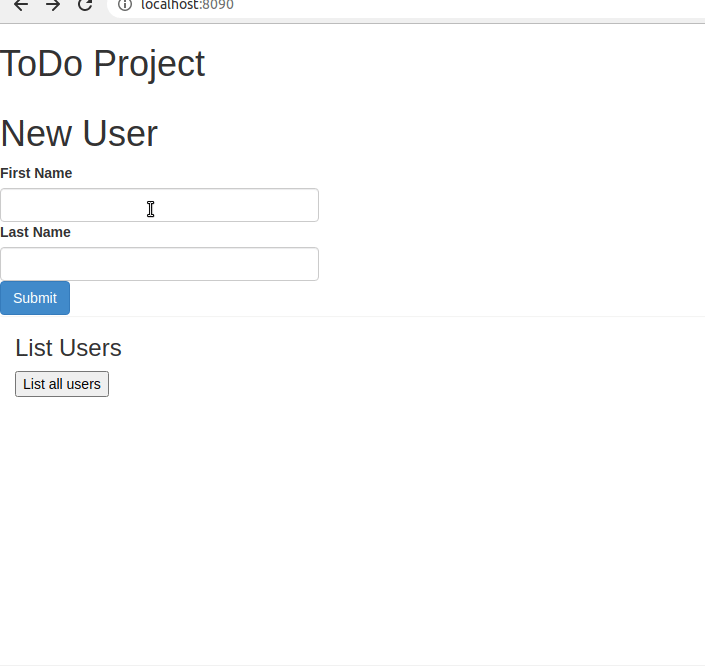 localhost:8090
ToDo Project
New User
First Name
Last Name
Submit
List Users
List all users